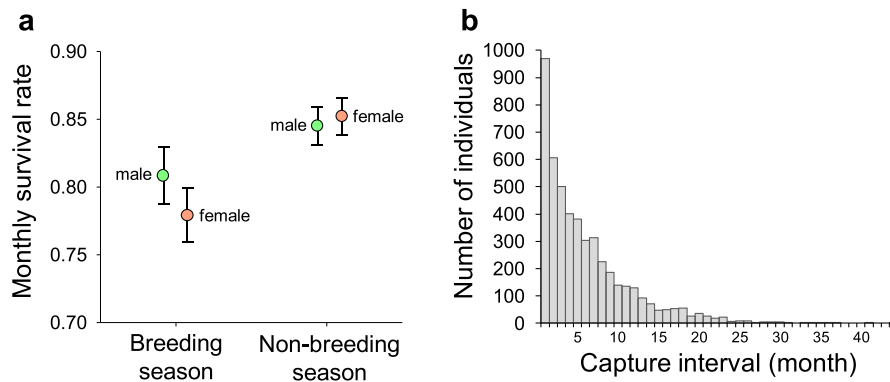 a
Monthly survival rate
0.90
0.85
0.80
0.75
0.70
male
female
male
female
Breeding
season
Non-breeding
season
b
Number of individuals
1000
900
800
700
600
500
400
300
200
100
0
5 10 15 20 25 30 35 40
Capture interval (month)